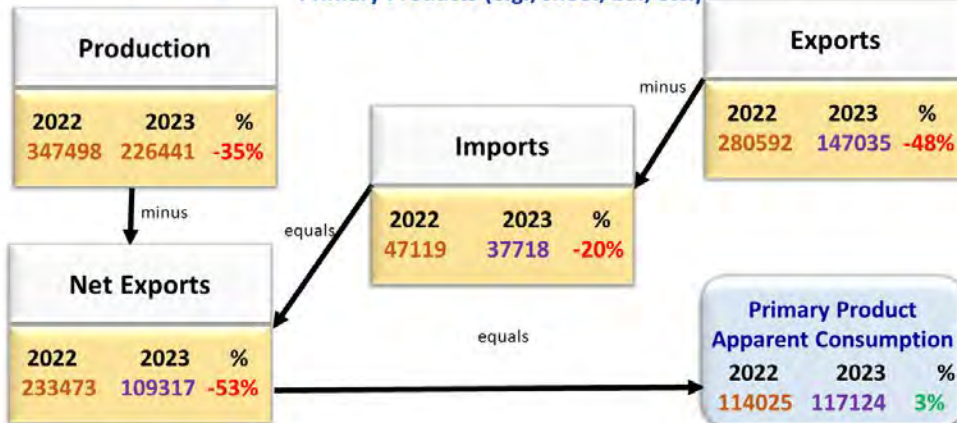 Production
2022 2023 %
347498 226441 -35%
minus
Exports
2022 2023 %
280592 147035 -48%
minus
Imports
2022 2023 %
47119 37718 -20%
equals
Net Exports
2022 2023 %
233473 109317 -53%
equals
Primary Product
Apparent Consumption
2022 2023 %
114025 117124 3%